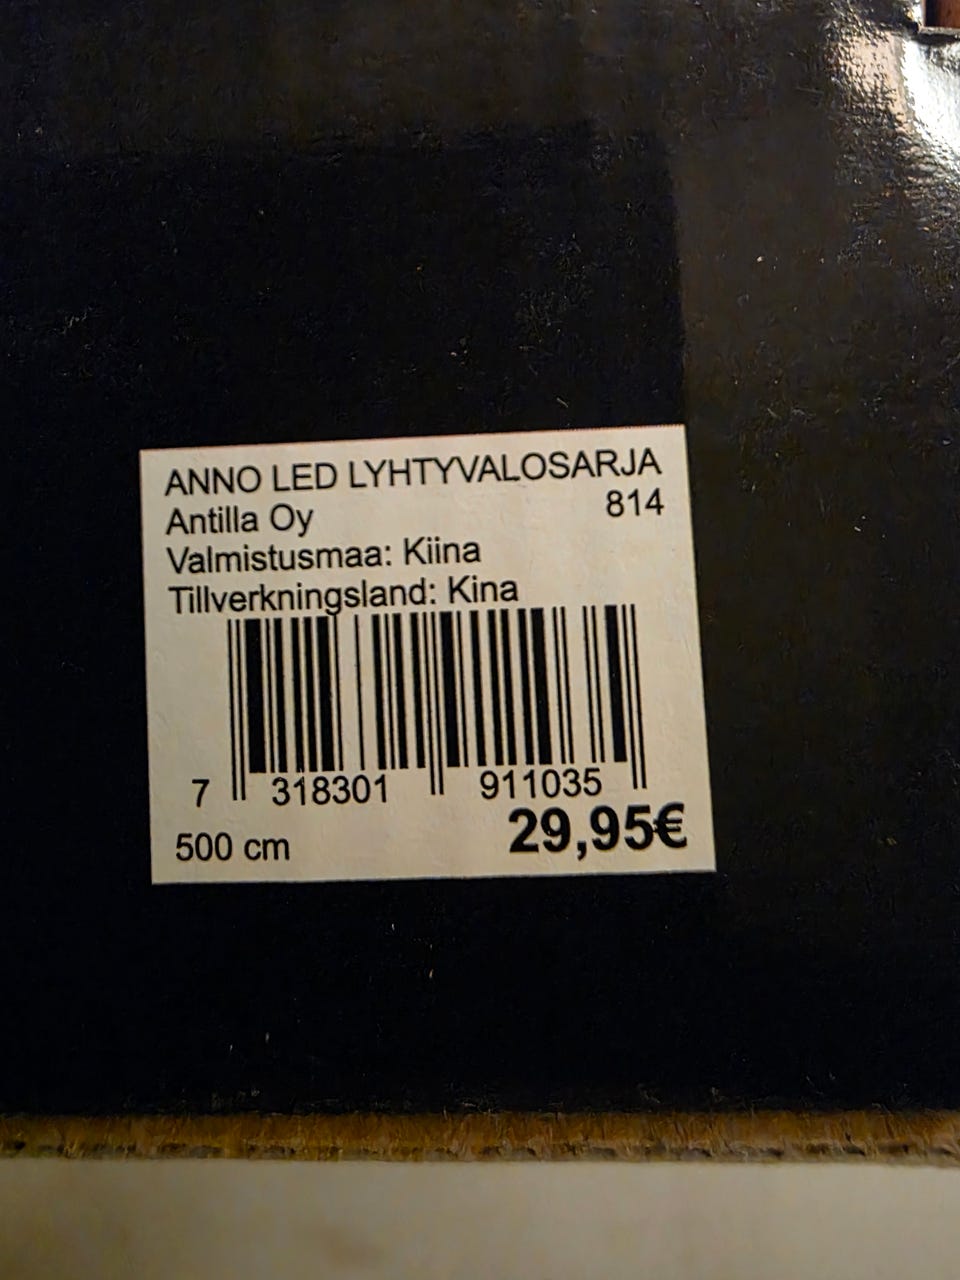 ANNO LED LYHTYVALOSARJA
Antilla Oy 814
Valmistusmaa: Kiina
Tillverkningsland: Kina
7 318301 911035
500 cm 29,95€